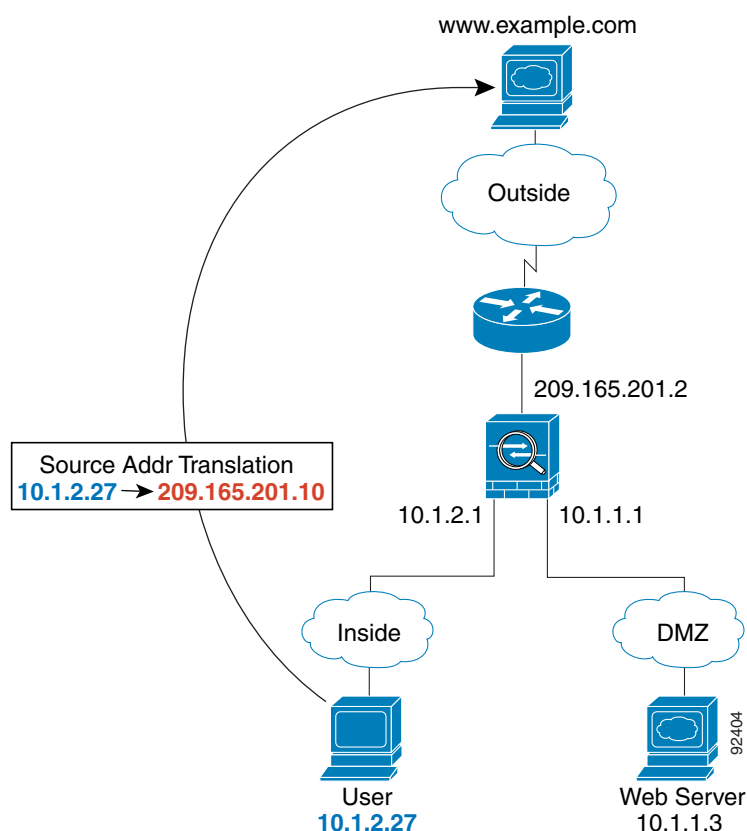 www.example.com
Outside
209.165.201.2
Source Addr Translation
10.1.2.27 → 209.165.201.10
10.1.2.1
10.1.1.1
Inside
DMZ
92404
User
10.1.2.27
Web Server
10.1.1.3